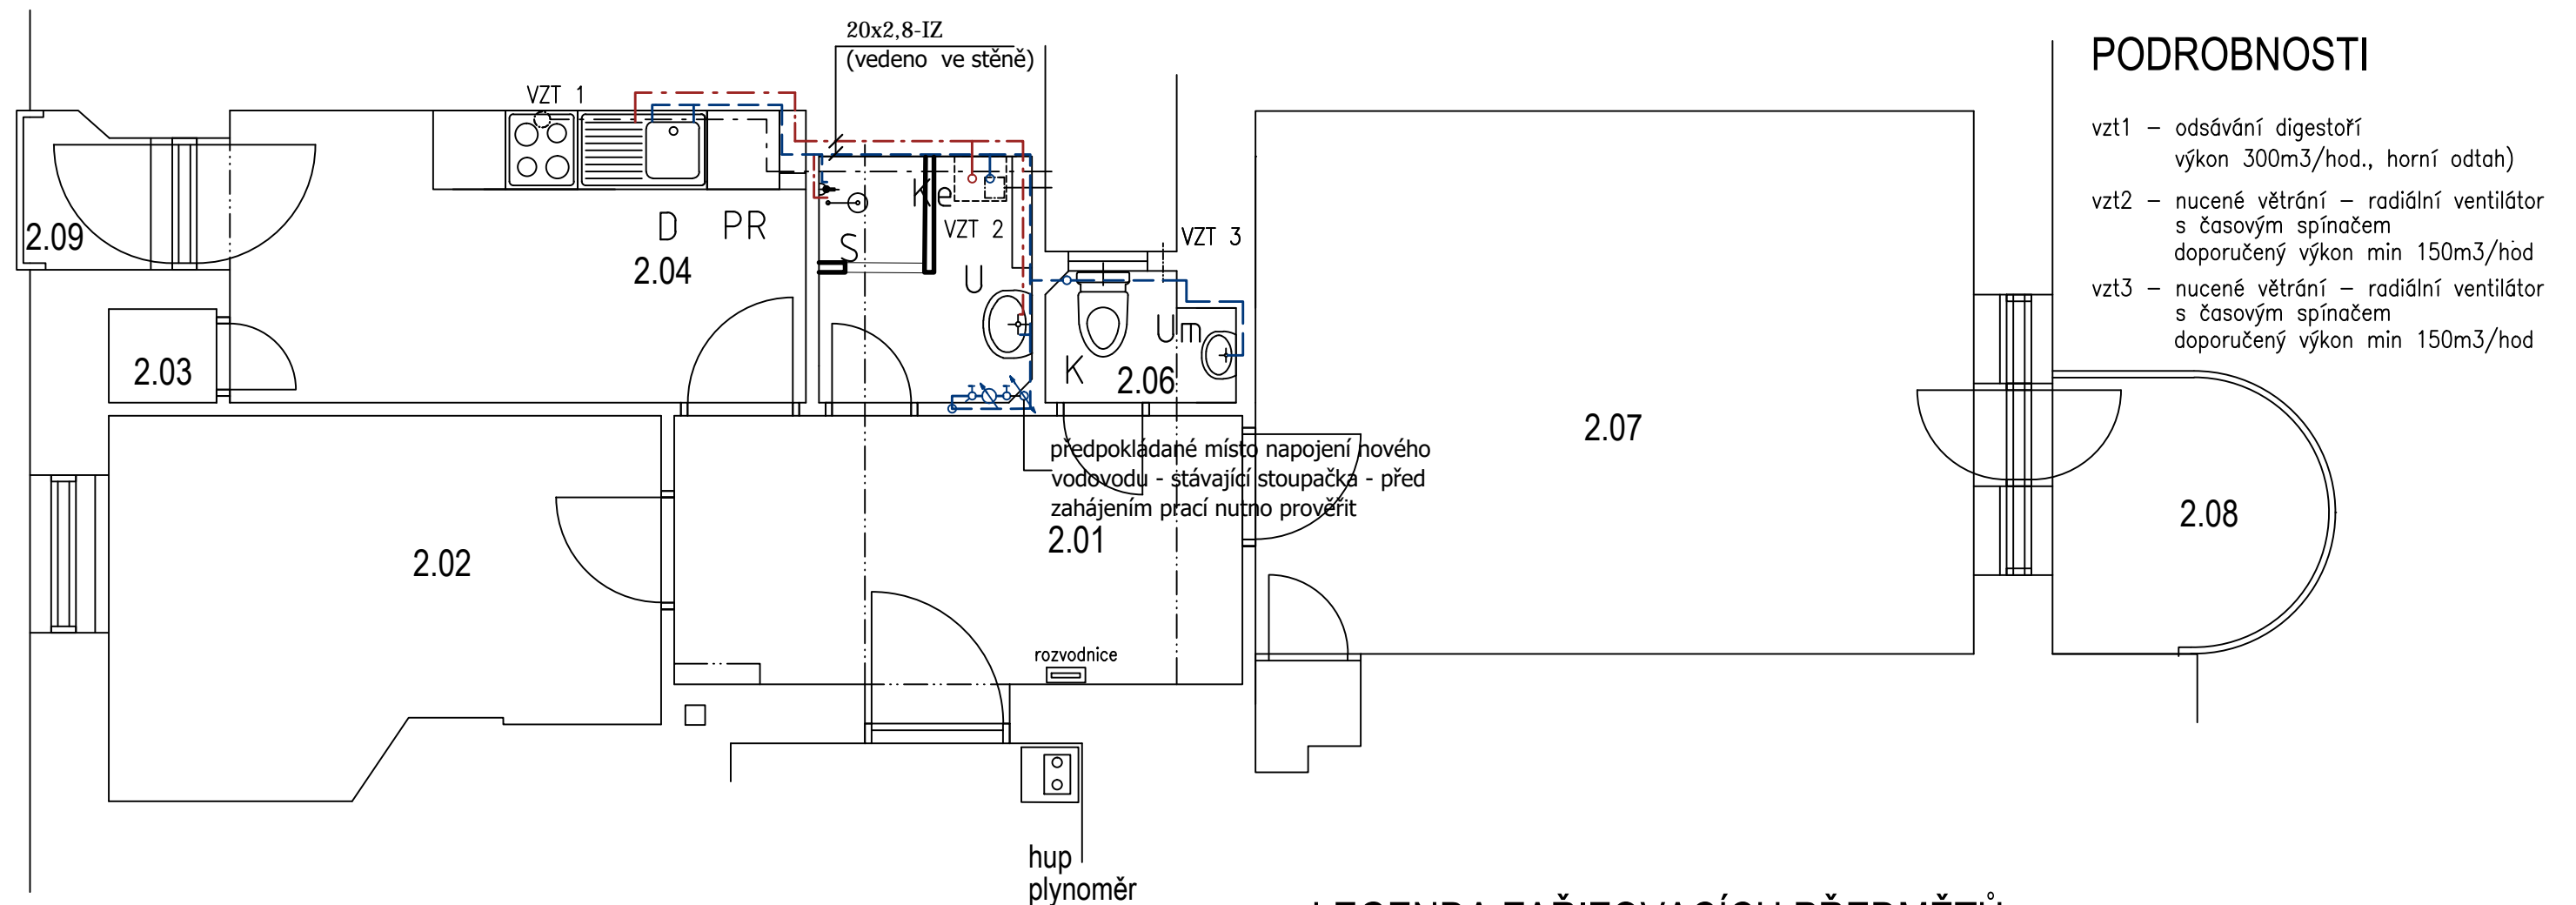 20x2,8-IZ
(vedeno ve stěně)
PODROBNOSTI
vzt1 – odsávání digestoří
výkon 300m3/hod., horní odtah)
vzt2 – nucené větrání – radiální ventilátor
s časovým spínačem
doporučený výkon min 150m3/hod
vzt3 – nucené větrání – radiální ventilátor
s časovým spínačem
doporučený výkon min 150m3/hod
VZT 1
2.09
D
PR
2.04
S
Ke
VZT 2
U
VZT 3
Um
K
2.06
2.03
2.07
předpokládané místo napojení nového
vodovodu - stávající stoupačka - před
zahájením prací nutno prověřit
2.01
2.02
2.08
rozvodnice
hup
plynoměr
LEGENDA ZAŘIZOVACÍCH PŘEDMĚTŮ